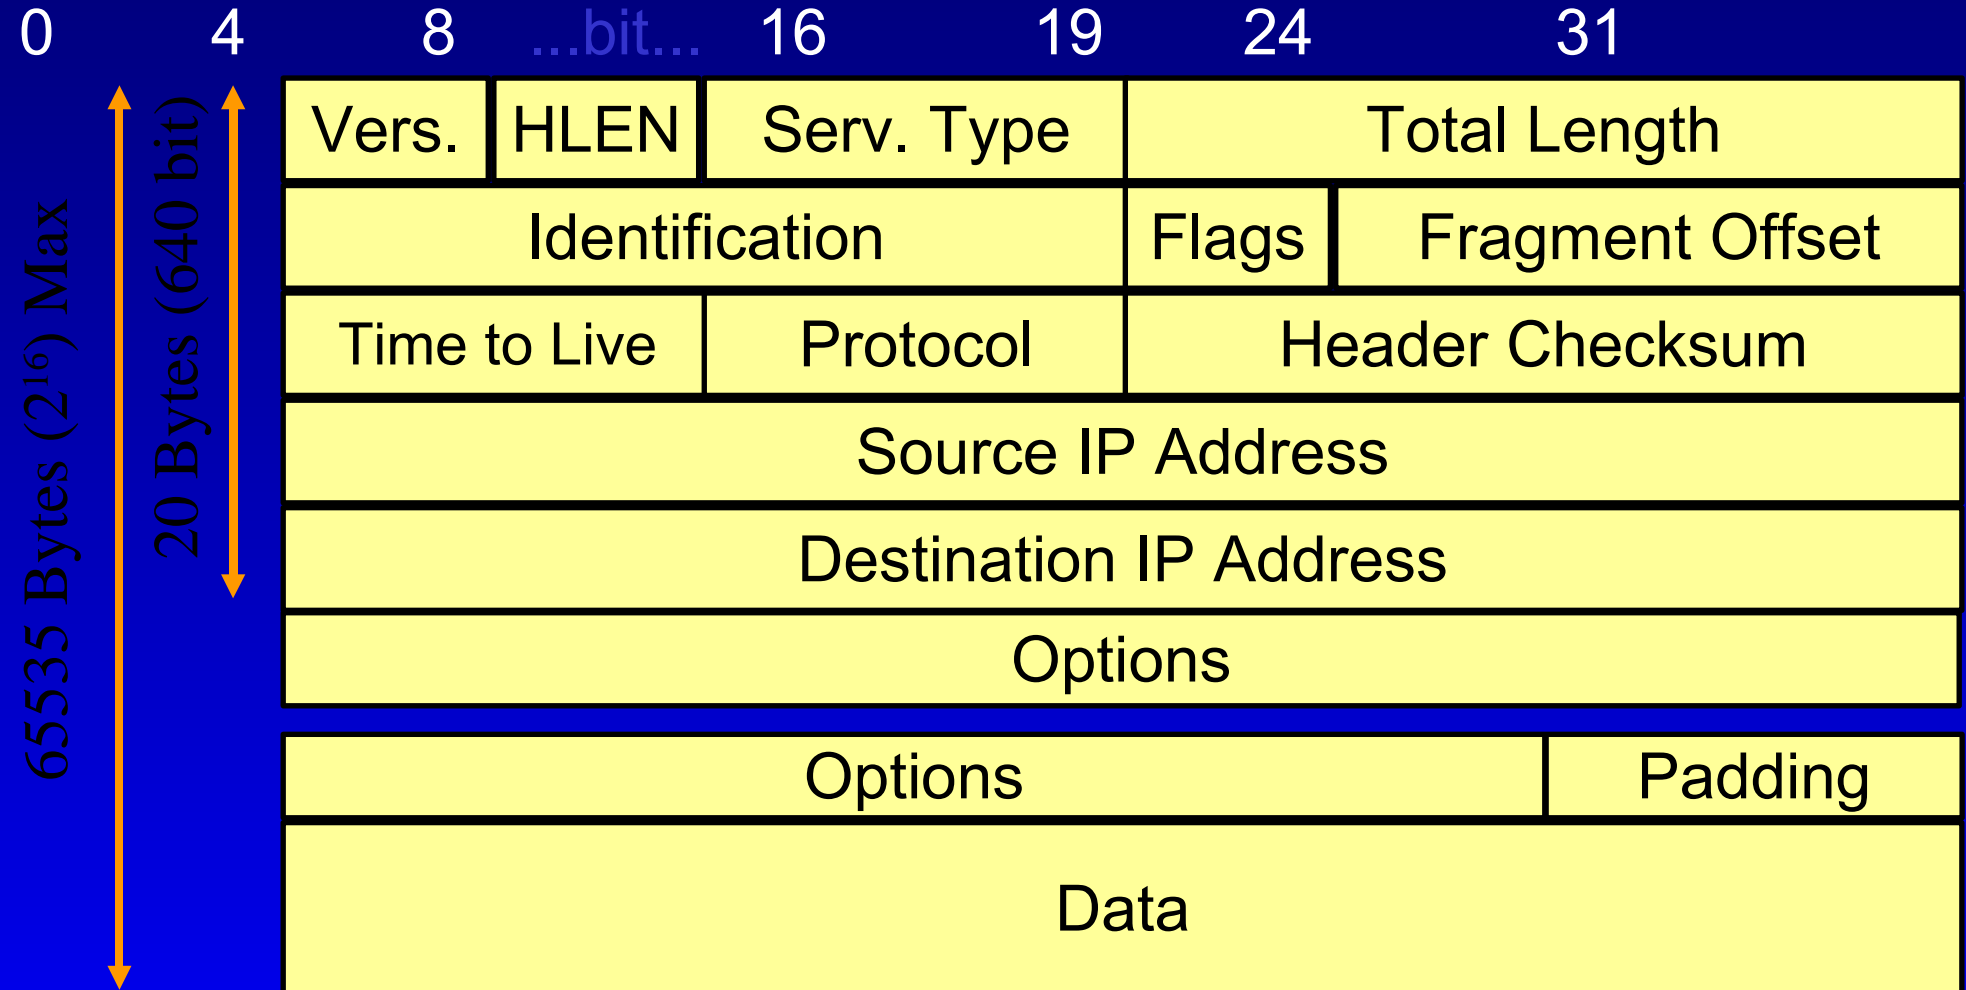 0 4 8 ...bit... 16 19 24 31
65535 Bytes (2¹⁶) Max
20 Bytes (640 bit)
Vers. HLEN Serv. Type Total Length
Identification Flags Fragment Offset
Time to Live Protocol Header Checksum
Source IP Address
Destination IP Address
Options
Options Padding
Data